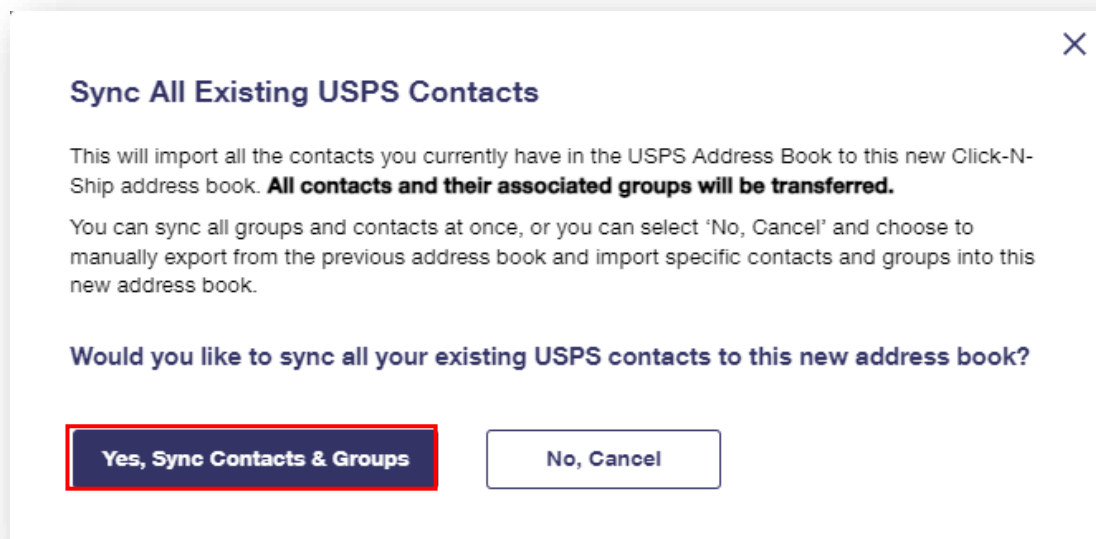 Sync All Existing USPS Contacts
This will import all the contacts you currently have in the USPS Address Book to this new Click-N-
Ship address book. All contacts and their associated groups will be transferred.
You can sync all groups and contacts at once, or you can select ‘No, Cancel’ and choose to
manually export from the previous address book and import specific contacts and groups into this
new address book.
Would you like to sync all your existing USPS contacts to this new address book?
Yes, Sync Contacts & Groups
No, Cancel